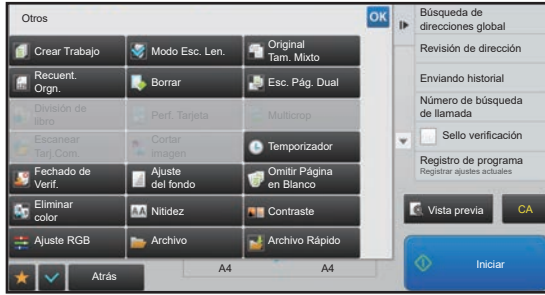 Otros
OK
Crear Trabajo
Modo Esc. Len.
Original
Tam. Mixto
Recuent.
Orgn.
Borrar
Esc. Pág. Dual
División de
libro
Perf. Tarjeta
Multicrop
Escanear
Tarj Com.
Cortar
imagen
Temporizador
Fechado de
Verif.
Ajuste
del fondo
Omitir Página
en Blanco
Eliminar
color
AA Nitidez
Contraste
Ajuste RGB
Archivo
Archivo Rápido
Atrás
A4
A4
Búsqueda de
direcciones global
Revisión de dirección
Enviando historial
Número de búsqueda
de llamada
Sello verificación
Registro de programa
Registrar ajustes actuales
Vista previa
CA
Iniciar